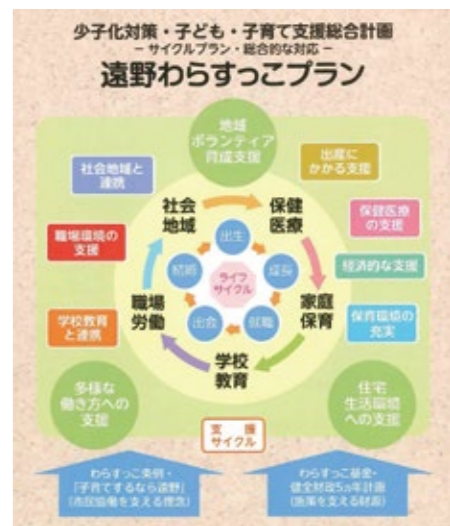 少子化対策・子ども・子育て支援総合計画
－サイクルプラン・総合的な対応－
遠野わらすっこプラン
地域
ボランティア
育成支援
社会地域と
連携
出産に
かかる支援
社会
地域
保健
医療
出生
職場環境の
支援
保健医療
の支援
結婚
成長
ライフ
サイクル
経済的な支援
職場
労働
家庭
保育
学校教育
と連携
出会
就職
保育環境の
充実
学校
教育
多様な
働き方への
支援
住宅
生活環境
への支援
支援
サイクル
わらすっこ条例・
「子育てするなら遠野」
(市民協働を支える理念)
わらすっこ基金・
健全財政5カ年計画
(施策を支える財源)